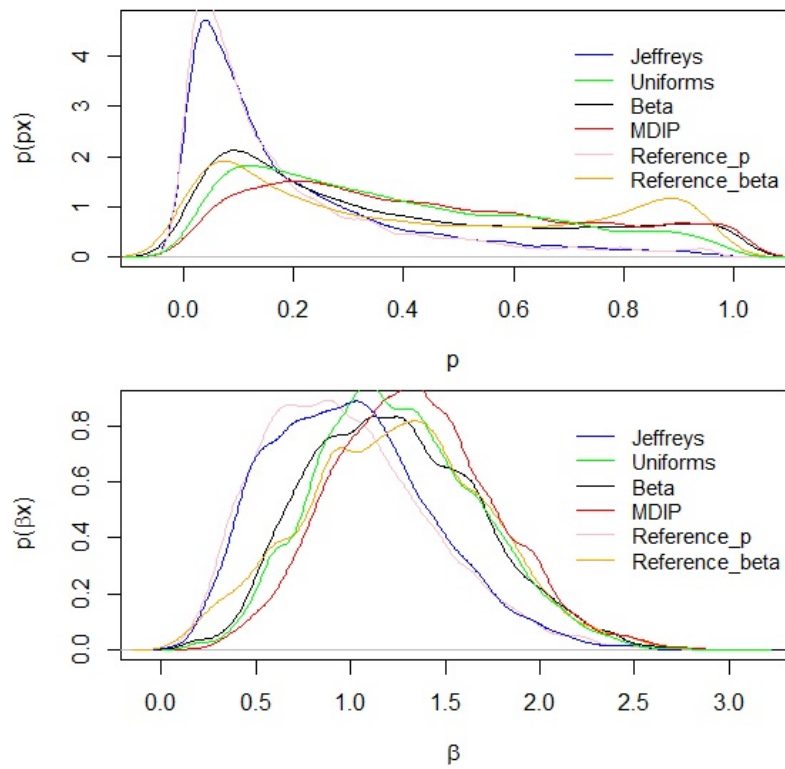 p(px)
4
3
2
1
0
Jeffreys
Uniforms
Beta
MDIP
Reference_p
Reference_beta
0.0 0.2 0.4 0.6 0.8 1.0
p
p(βx)
0.8
0.6
0.4
0.2
0.0
Jeffreys
Uniforms
Beta
MDIP
Reference_p
Reference_beta
0.0 0.5 1.0 1.5 2.0 2.5 3.0
β